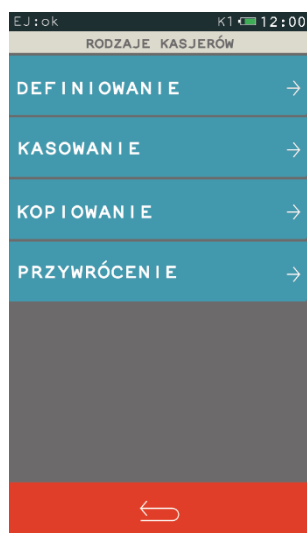 EJ:ok K1 12:00
RODZAJE KASJERÓW
DEFINIOWANIE
KASOWANIE
KOPIOWANIE
PRZYWRÓCENIE